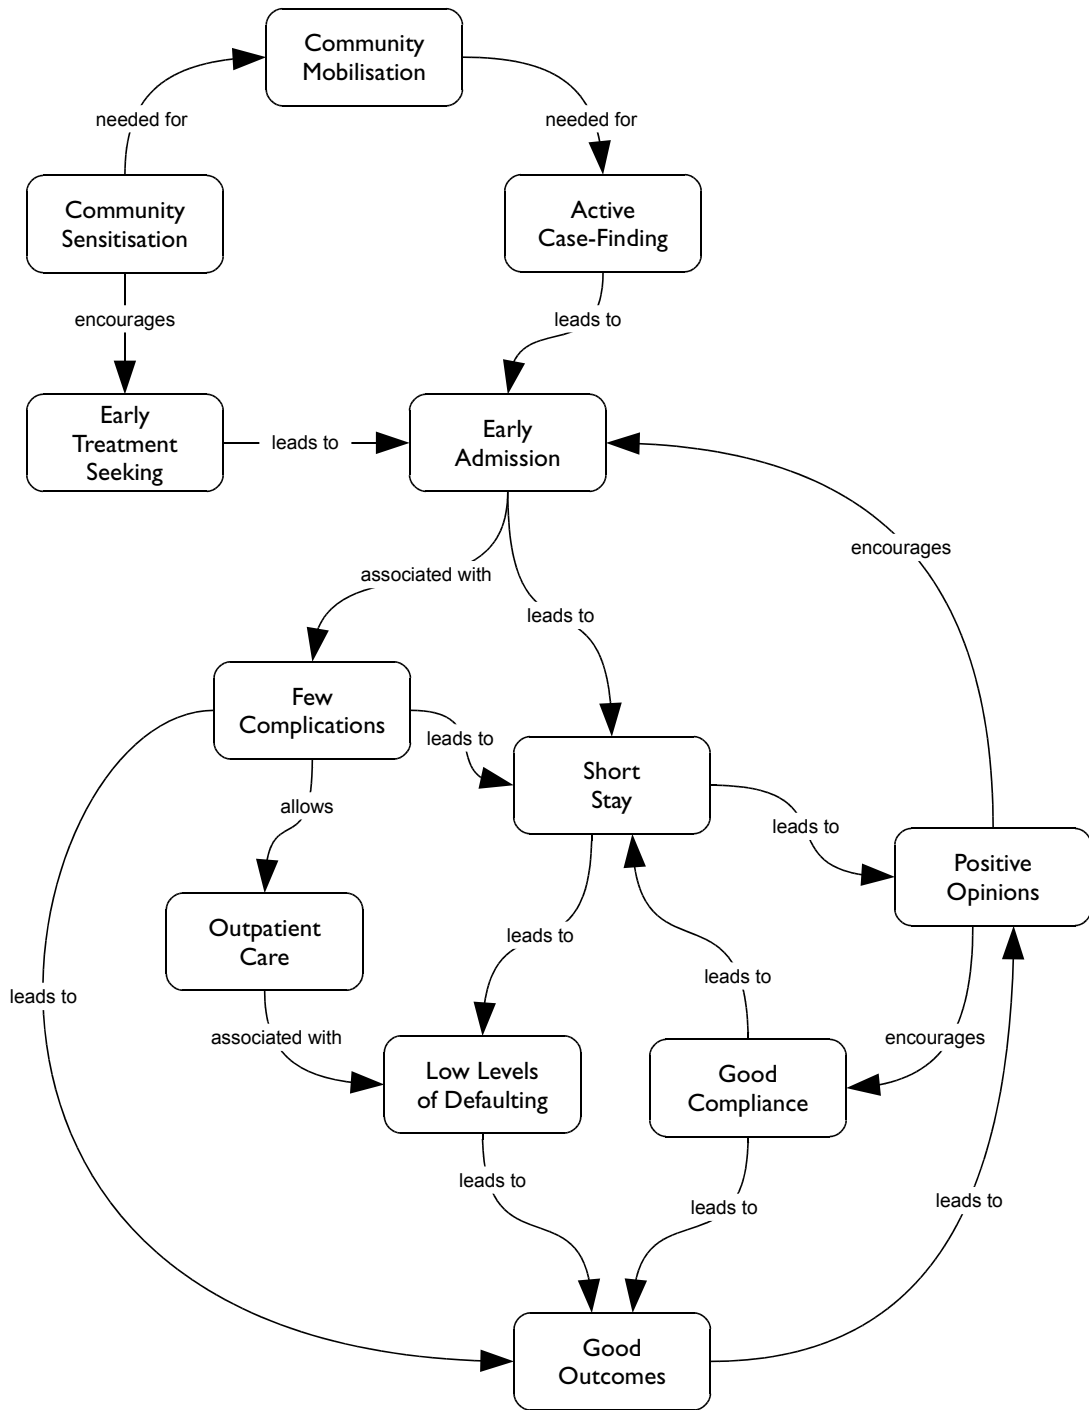 Community
Mobilisation
needed for
needed for
Community
Sensitisation
Active
Case-Finding
encourages
leads to
Early
Treatment
Seeking
leads to
Early
Admission
encourages
associated with
leads to
Few
Complications
leads to
Short
Stay
allows
leads to
Positive
Opinions
Outpatient
Care
leads to
leads to
leads to
associated with
encourages
Low Levels
of Defaulting
Good
Compliance
leads to
leads to
leads to
Good
Outcomes